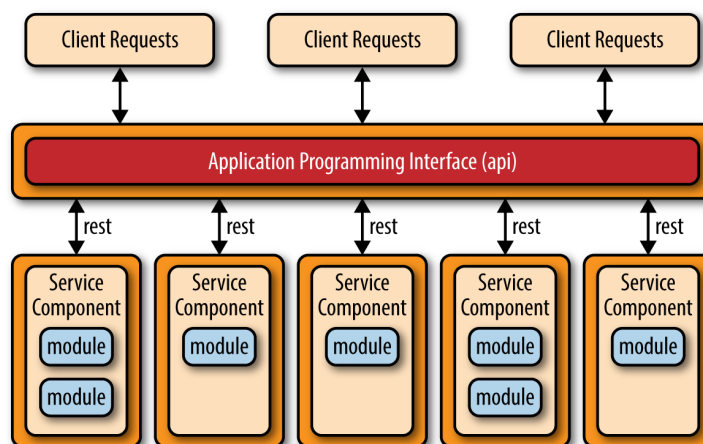 Client Requests
Client Requests
Client Requests
Application Programming Interface (api)
rest
rest
rest
rest
rest
Service
Component
module
module
Service
Component
module
Service
Component
module
Service
Component
module
module
Service
Component
module